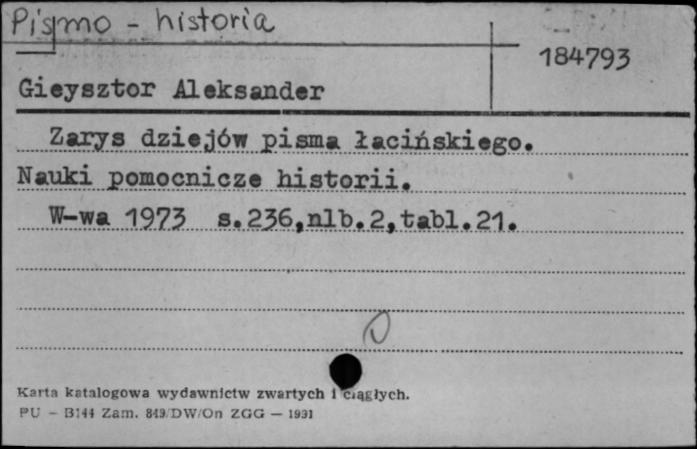 Pismo - historia
184793
Gieysztor Aleksander
Zarys dziejów pisma łacińskiego.
Nauki pomocnicze historii.
W-wa 1973 s.236,nlb.2,tabl.21.
Karta katalogowa wydawnictw zwartych i ciągłych.
PU - B144 Zam. 849/DW/On ZGG - 1931